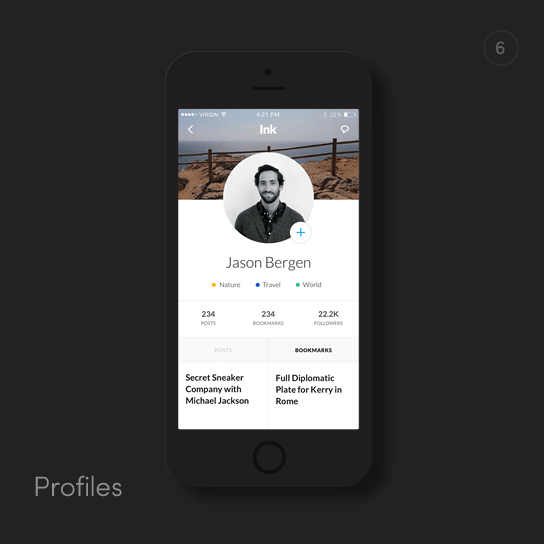 6
VIRGIN 4:21 PM 22%
Ink
Jason Bergen
Nature Travel World
234 234 22.2K
POSTS BOOKMARKS FOLLOWERS
POSTS BOOKMARKS
Secret Sneaker
Company with
Michael Jackson
Full Diplomatic
Plate for Kerry in
Rome
Profiles